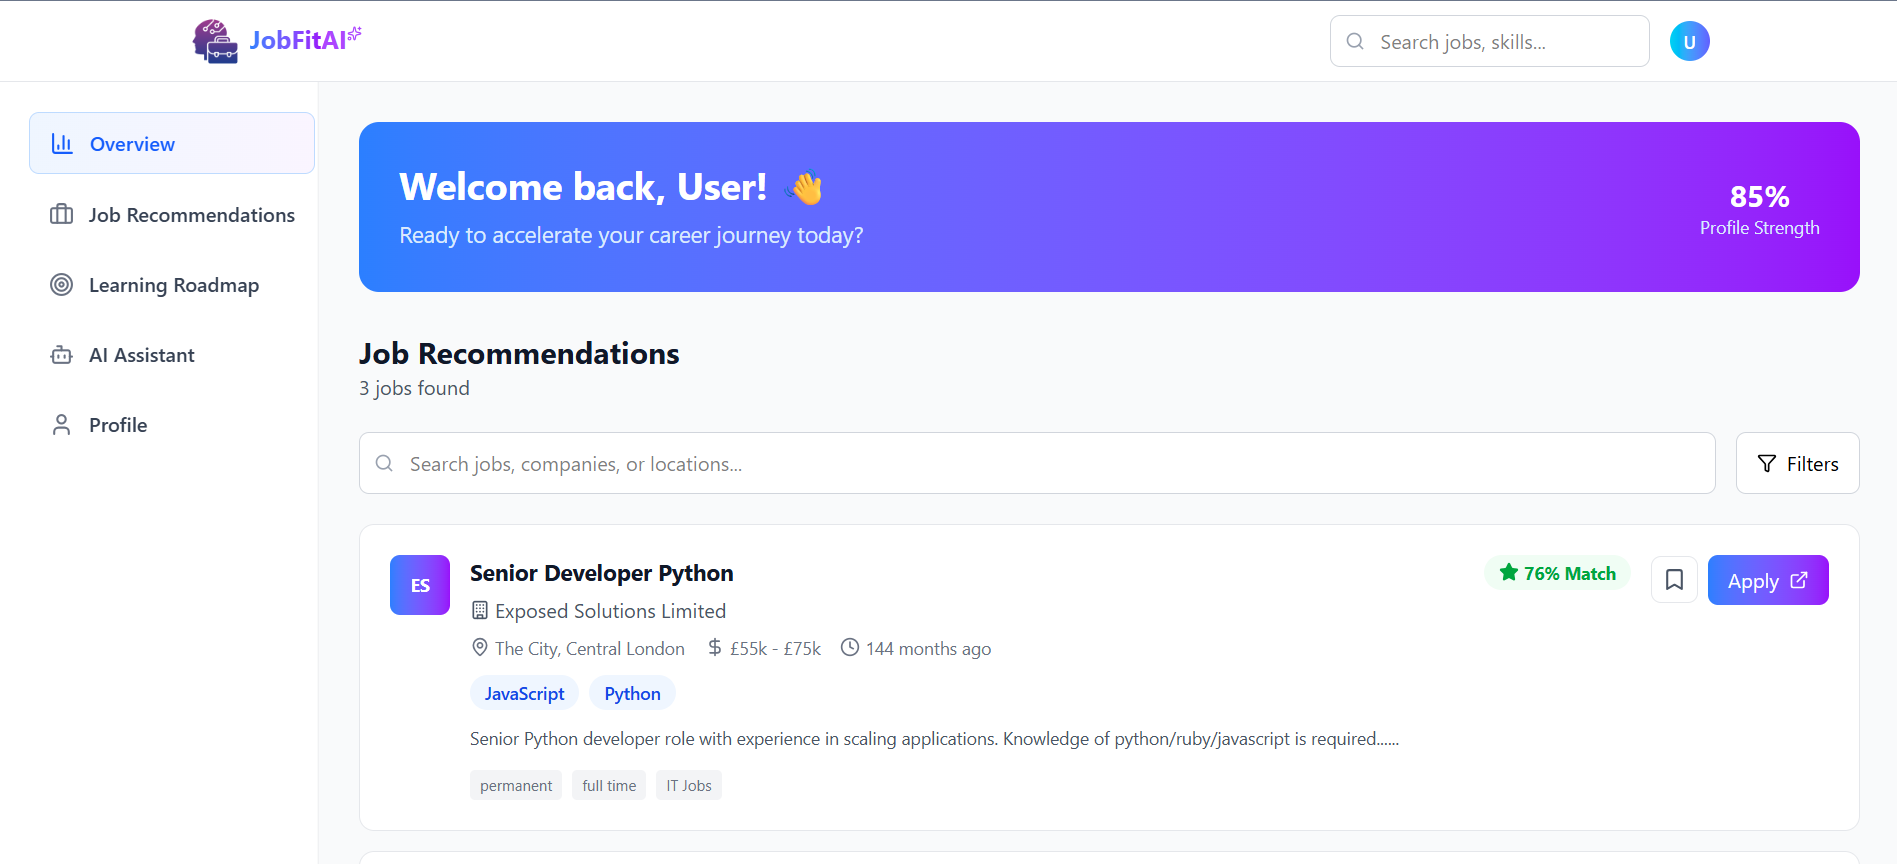 JobFitAI
Search jobs, skills...
U
Overview
Job Recommendations
Learning Roadmap
AI Assistant
Profile
Welcome back, User! 👋
Ready to accelerate your career journey today?
85%
Profile Strength
Job Recommendations
3 jobs found
Search jobs, companies, or locations...
Filters
ES
Senior Developer Python
76% Match
Apply
Exposed Solutions Limited
The City, Central London $ £55k - £75k 144 months ago
JavaScript Python
Senior Python developer role with experience in scaling applications. Knowledge of python/ruby/javascript is required......
permanent full time IT Jobs